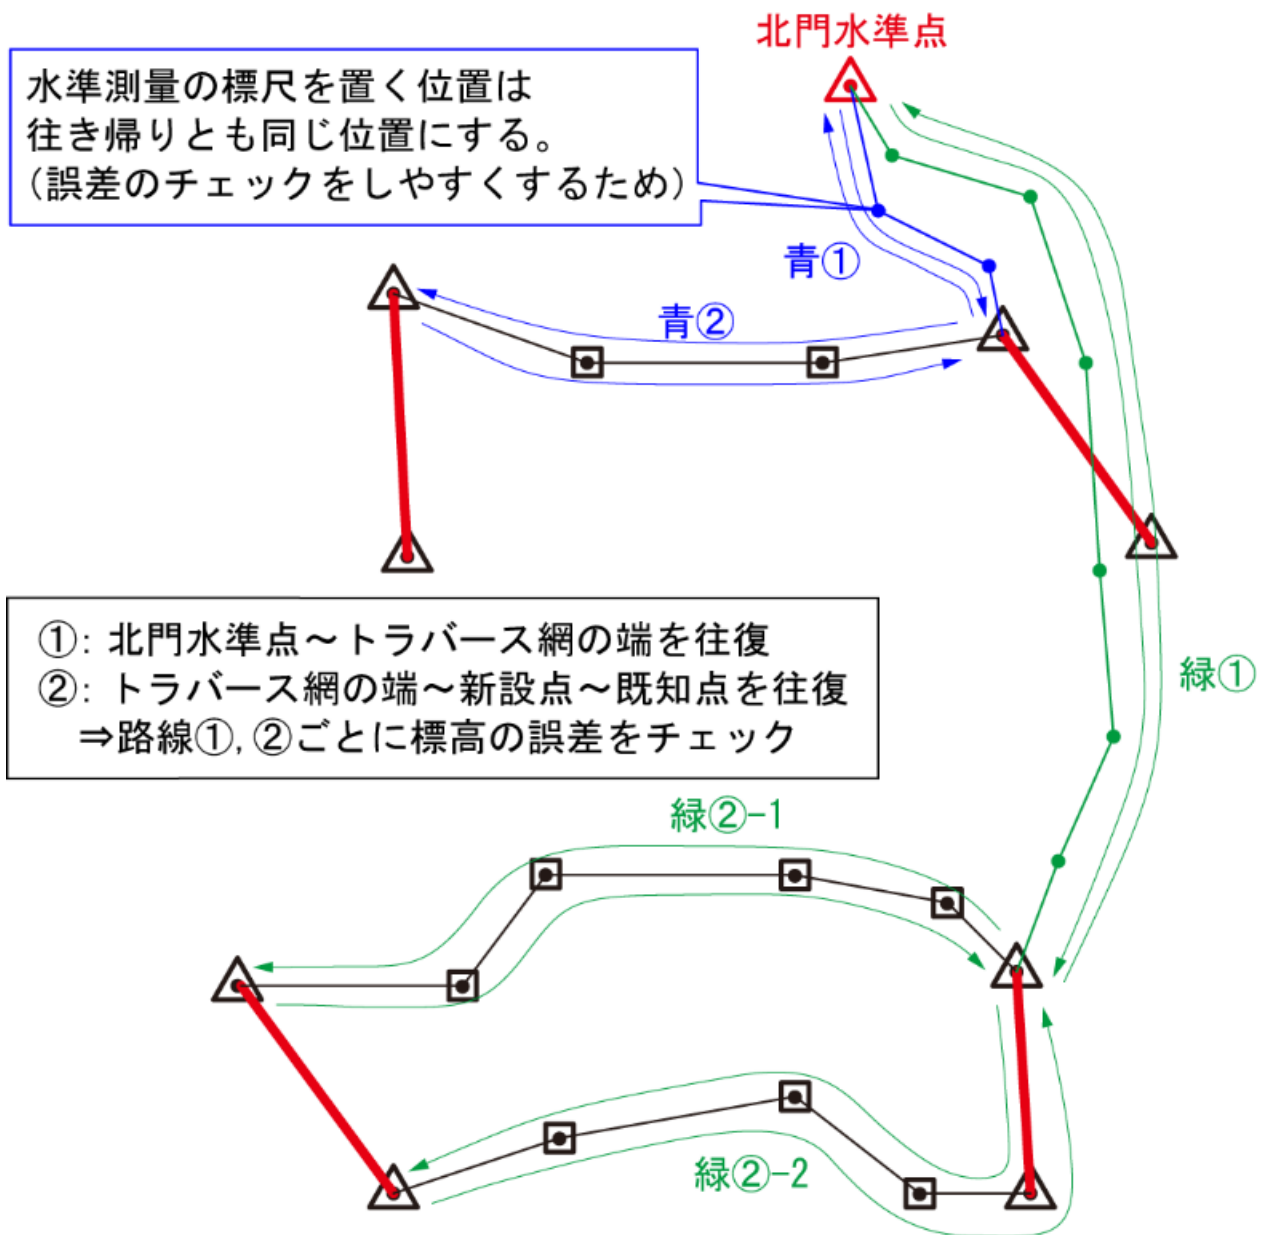 北門水準点
水準測量の標尺を置く位置は
往き帰りとも同じ位置にする。
(誤差のチェックをしやすくするため)
青①
青②
①: 北門水準点～トラバース網の端を往復
②: トラバース網の端～新設点～既知点を往復
⇒路線①, ②ごとに標高の誤差をチェック
緑①
緑②-1
緑②-2